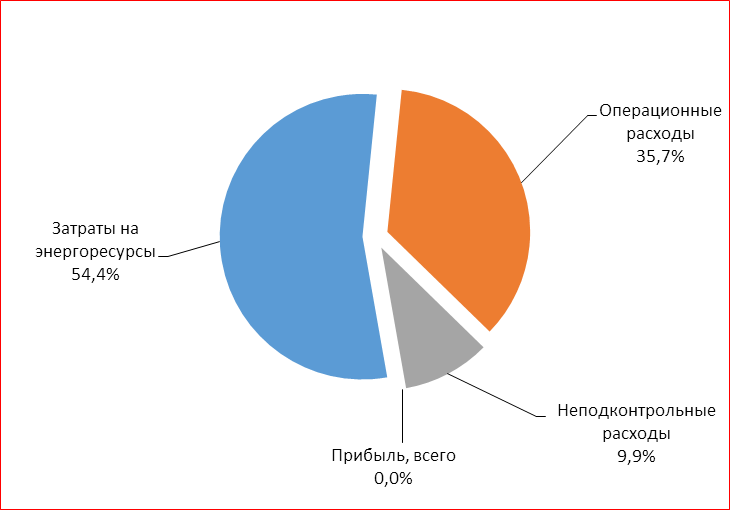 Операционные
расходы
35,7%
Затраты на
энергоресурсы
54,4%
Неподконтрольные
расходы
9,9%
Прибыль, всего
0,0%